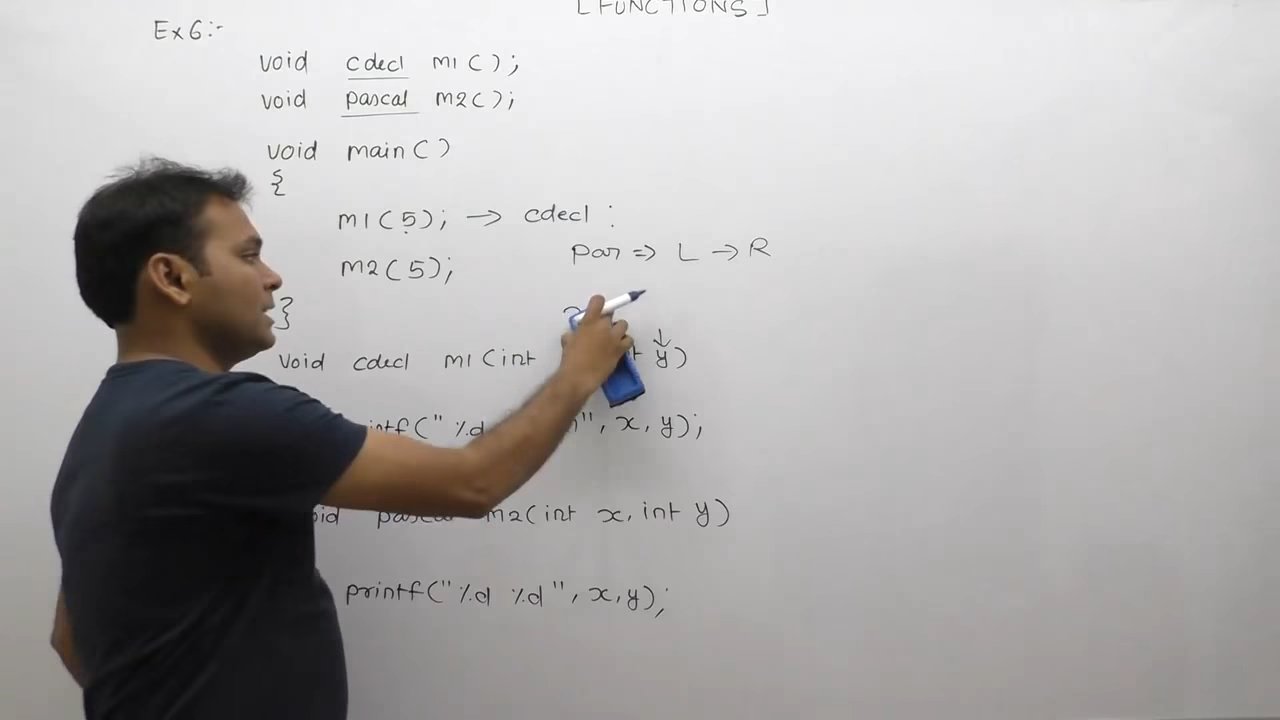 [FUNCTIONS]
Ex6:-
void cdecl m1();
void pascal m2();
void main()
{
m1(5); → cdecl :
par => L → R
m2(5);
}
void cdecl m1(int y)
("%d ", x, y);
m2(int x, int y)
printf("%d %d", x,y);